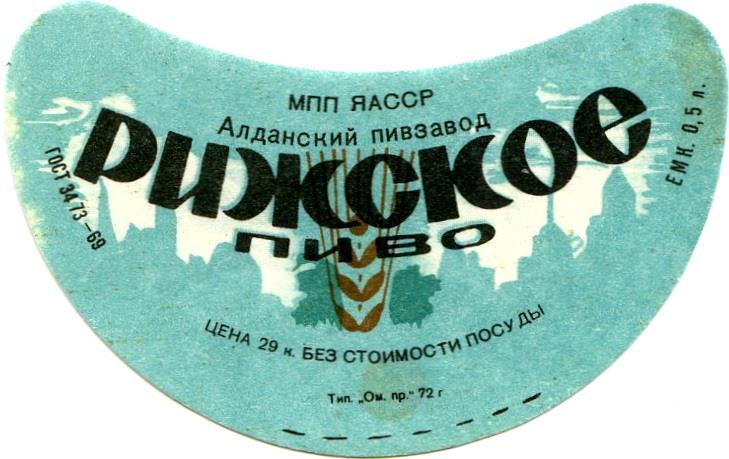 МПП ЯАССР
Алданский пивзавод
РИЖСКОЕ
ПИВО
ГОСТ 3473–69
ЕМК. 0,5 л.
ЦЕНА 29 к. БЕЗ СТОИМОСТИ ПОСУДЫ
Тип. „Ом. пр.“ 72 г